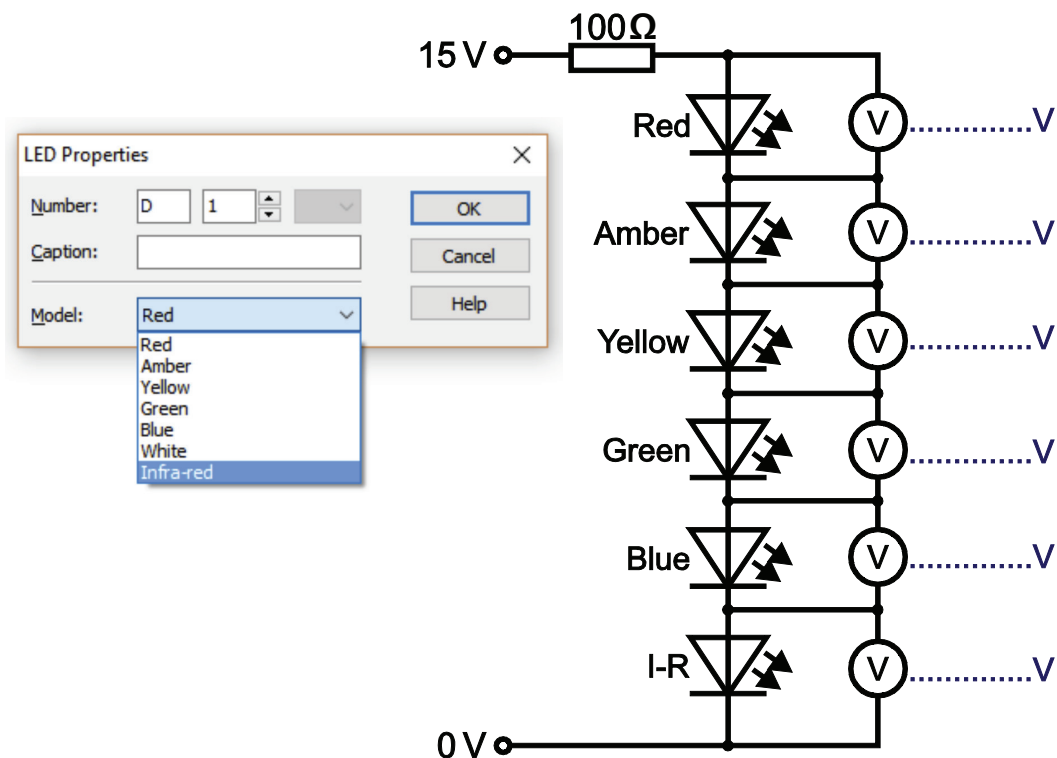 LED Properties
Number: D 1
Caption:
Model: Red
Red
Amber
Yellow
Green
Blue
White
Infra-red
OK
Cancel
Help
100Ω
15 V
Red V ..............V
Amber V ..............V
Yellow V ..............V
Green V ..............V
Blue V ..............V
I-R V ..............V
0 V